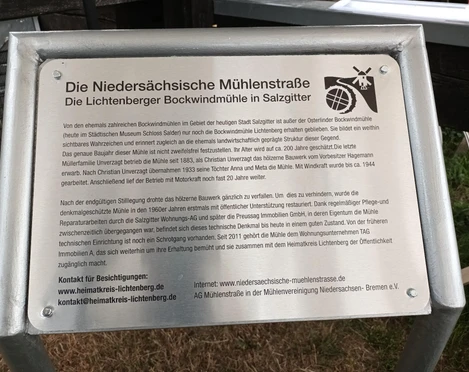 Die Niedersächsische Mühlenstraße
Die Lichtenberger Bockwindmühle in Salzgitter
Von den ehemals zahlreichen Bockwindmühlen im Gebiet der heutigen Stadt Salzgitter ist außer der Osterlinder Bockwindmühle
(heute im Städtischen Museum Schloss Salder) nur noch die Bockwindmühle Lichtenberg erhalten geblieben. Sie bildet ein weithin
sichtbares Wahrzeichen und erinnert zugleich an die ehemals landwirtschaftlich geprägte Struktur dieser Gegend.
Das genaue Baujahr dieser Mühle ist nicht zweifelsfrei festzustellen. Ihr Alter wird auf ca. 200 Jahre geschätzt. Die letzte
Müllerfamilie Unverzagt betrieb die Mühle seit 1883, als Christian Unverzagt das hölzerne Bauwerk vom Vorbesitzer Hagemann
erwarb. Nach Christian Unverzagt übernahmen 1933 seine Töchter Anna und Meta die Mühle. Mit Windkraft wurde bis ca. 1944
gearbeitet. Anschließend lief der Betrieb mit Motorkraft noch fast 20 Jahre weiter.
Nach der endgültigen Stilllegung drohte das hölzerne Bauwerk gänzlich zu verfallen. Um dies zu verhindern, wurde die
denkmalgeschützte Mühle in den 1960er Jahren erstmals mit öffentlicher Unterstützung restauriert. Dank regelmäßiger Pflege-und
Reparaturarbeiten durch die Salzgitter Wohnungs-AG und später die Preussag Immobilien GmbH, in deren Eigentum die Mühle
zwischenzeitlich übergegangen war, befindet sich dieses technische Denkmal bis heute in einem guten Zustand. Von der früheren
technischen Einrichtung ist noch ein Schrotgang vorhanden. Seit 2011 gehört die Mühle dem Wohnungsunternehmen TAG
Immobilien A, das sich weiterhin um ihre Erhaltung bemüht und sie zusammen mit dem Heimatkreis Lichtenberg der Öffentlichkeit
zugänglich macht.
Kontakt für Besichtigungen:
www.heimatkreis-lichtenberg.de
kontakt@heimatkreis-lichtenberg.de
Internet: www.niedersaechsische-muehlenstrasse.de
AG Mühlenstraße in der Mühlenvereinigung Niedersachsen- Bremen e.V.